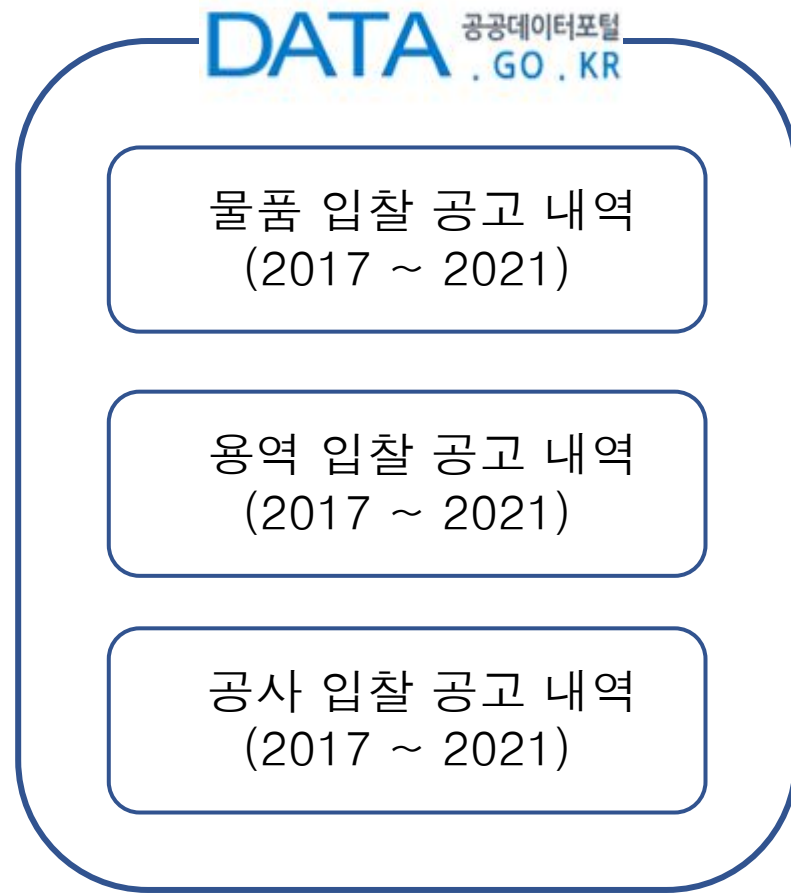 DATA 공공데이터포털
. GO . KR
물품 입찰 공고 내역
(2017 ~ 2021)
용역 입찰 공고 내역
(2017 ~ 2021)
공사 입찰 공고 내역
(2017 ~ 2021)